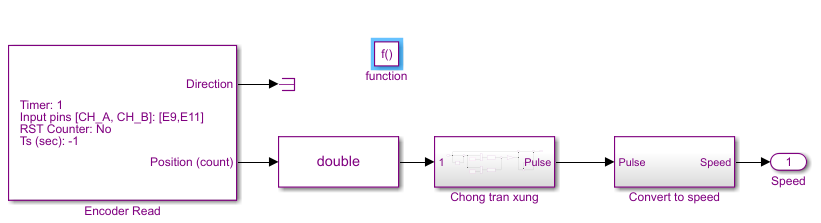 f()
function
Direction
Timer: 1
Input pins [CH_A, CH_B]: [E9,E11]
RST Counter: No
Ts (sec): -1
Position (count)
Encoder Read
double
1
Pulse
Chong tran xung
Pulse
Speed
Convert to speed
1
Speed